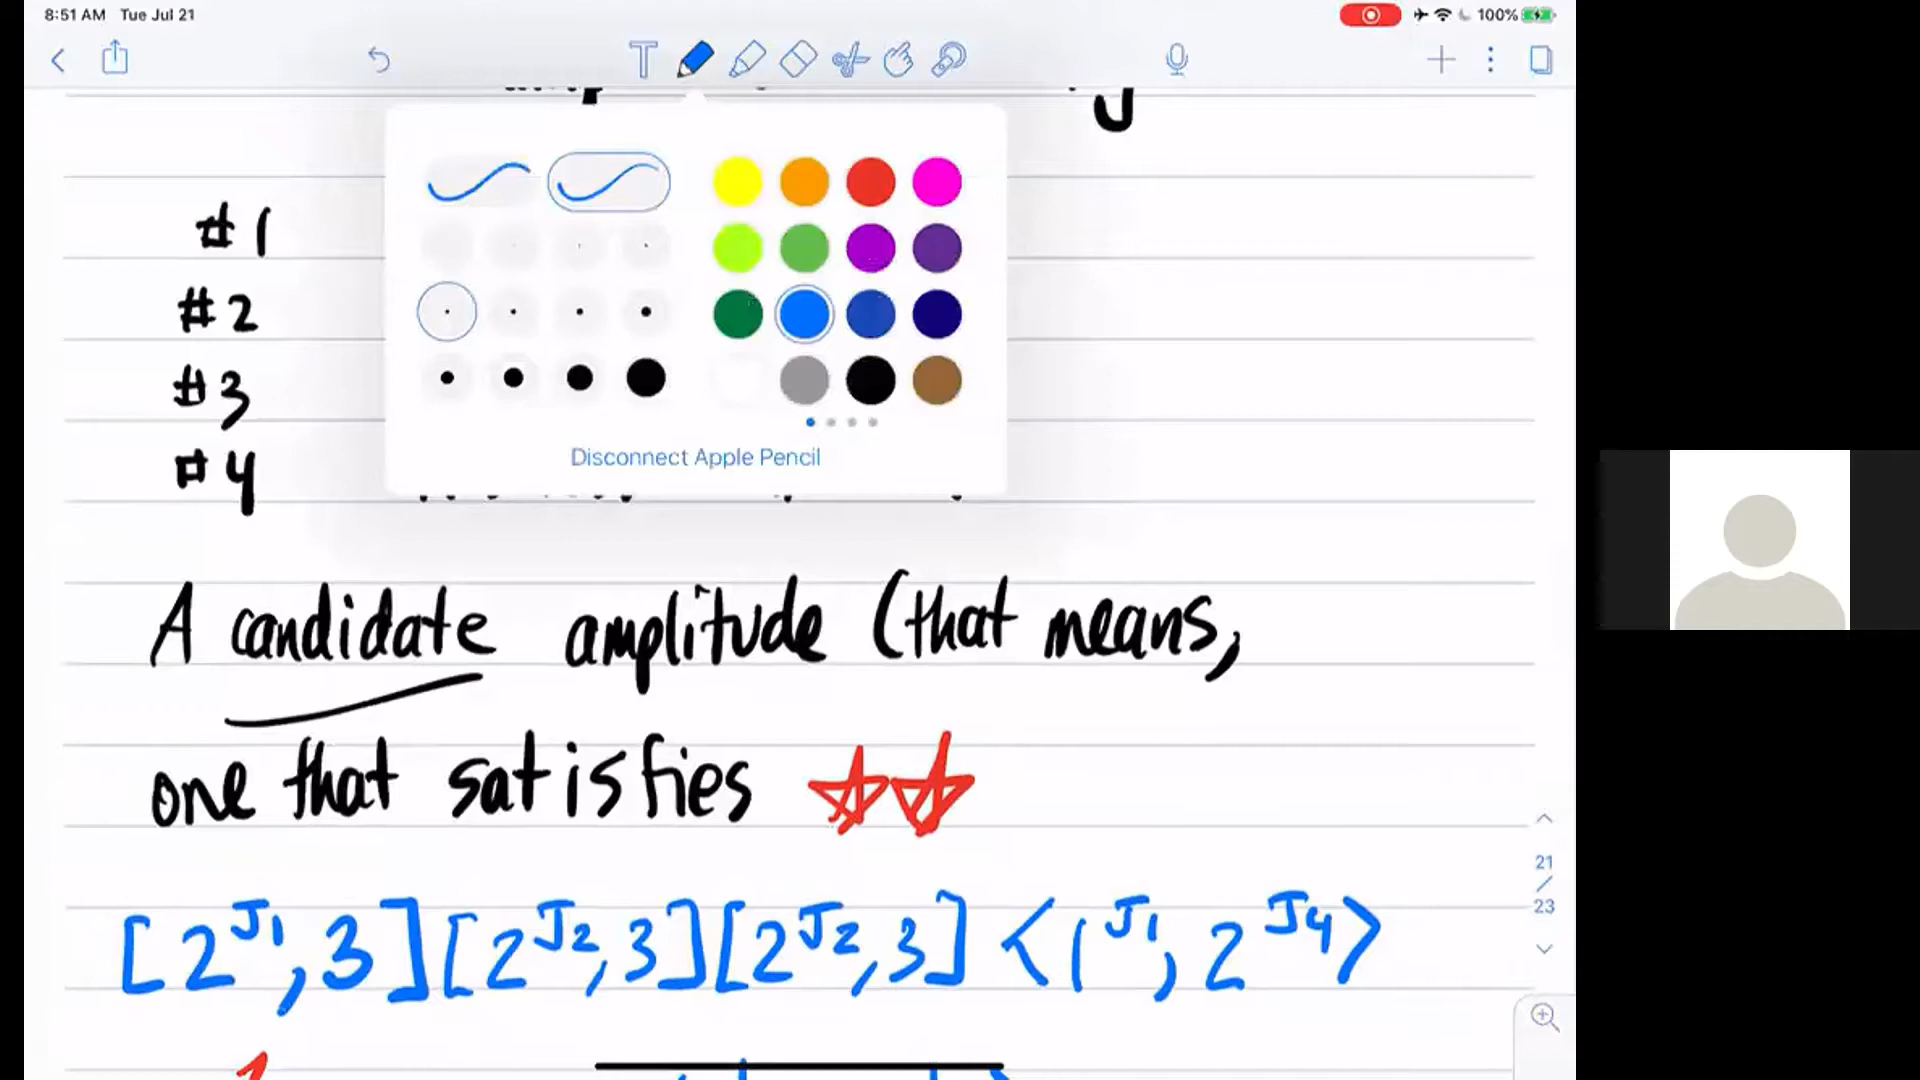 8:51 AM Tue Jul 21
100%
T
#1
#2
#3
#4
Disconnect Apple Pencil
A candidate amplitude (that means,
one that satisfies ☆☆
21
/
23
[2^{J1},3][2^{J2},3][2^{J2},3]<1^{J1},2^{J4}>